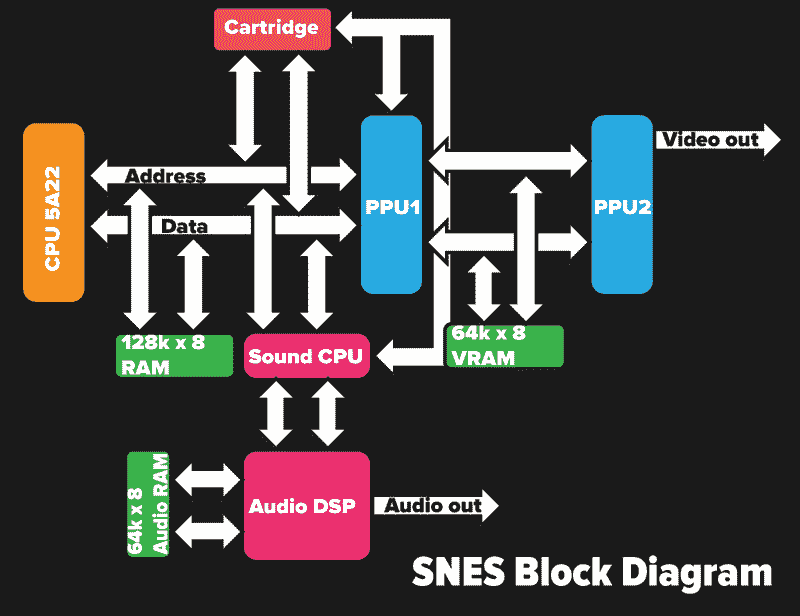 Cartridge
CPU 5A22
Address
Data
PPU1
PPU2
Video out
128k x 8
RAM
Sound CPU
64k x 8
VRAM
64k x 8
Audio RAM
Audio DSP
Audio out
SNES Block Diagram